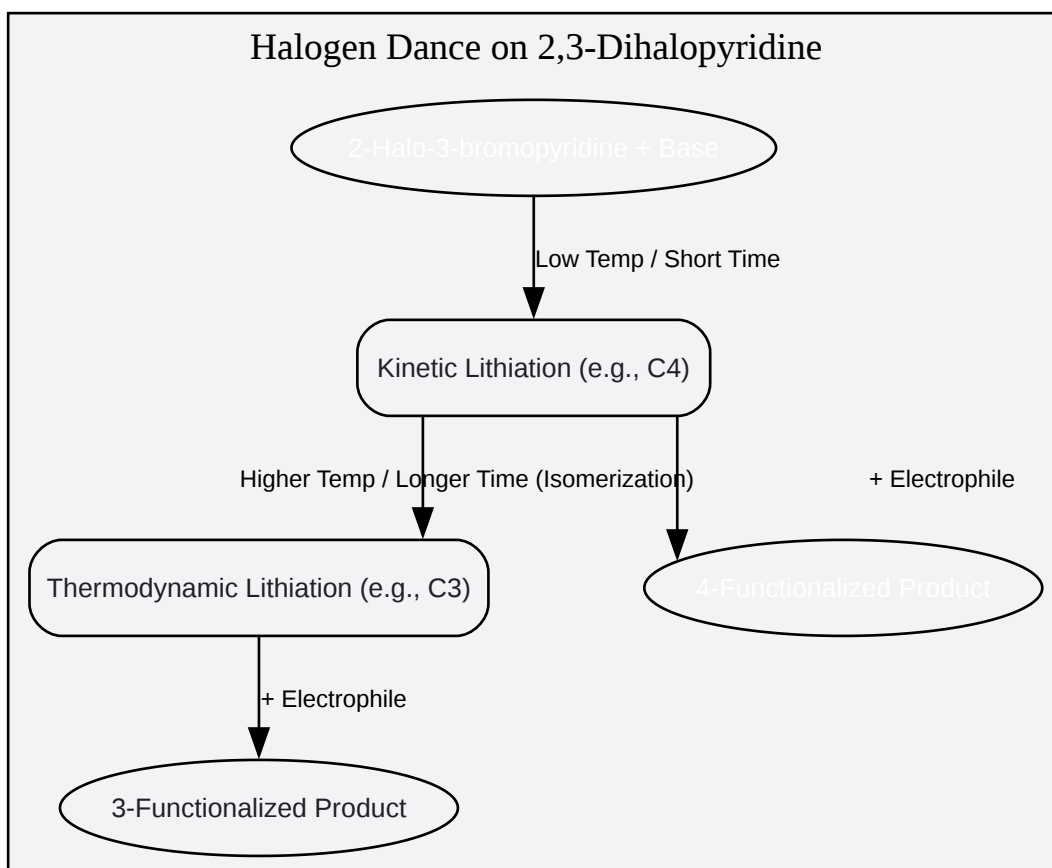 Halogen Dance on 2,3-Dihalopyridine
2-Halo-3-bromopyridine + Base
Low Temp / Short Time
Kinetic Lithiation (e.g., C4)
Higher Temp / Longer Time (Isomerization)
+ Electrophile
Thermodynamic Lithiation (e.g., C3)
4-Functionalized Product
+ Electrophile
3-Functionalized Product